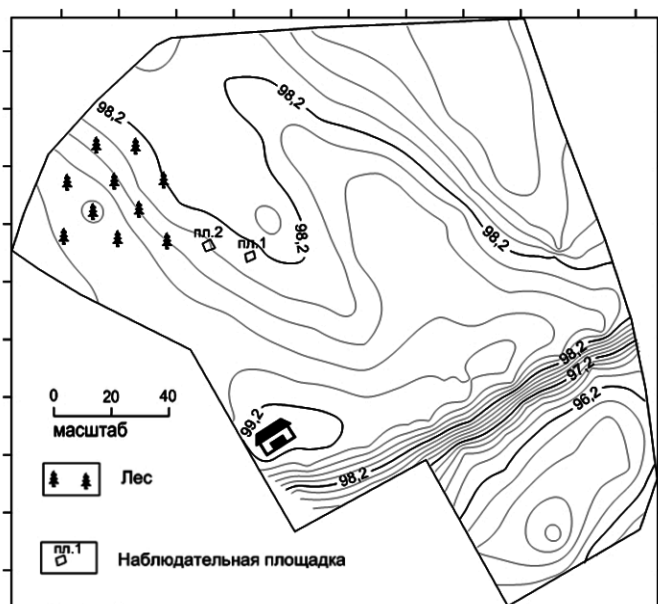 98,2
98,2
пл.2
пл.1
98,2
98,2
98,2
97,2
96,2
0 20 40
масштаб
99,2
98,2
Лес
пл.1
Наблюдательная площадка